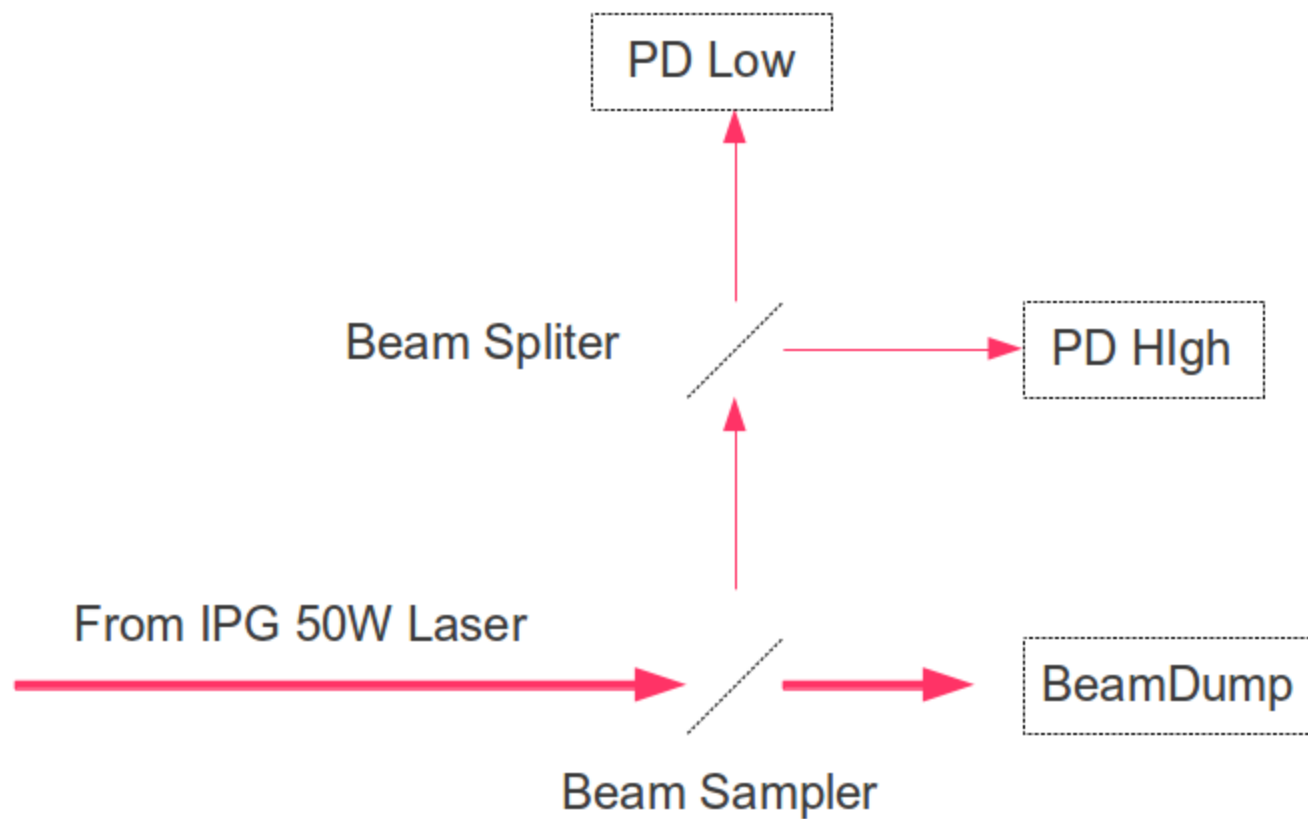 PD Low
Beam Spliter
PD HIgh
From IPG 50W Laser
BeamDump
Beam Sampler